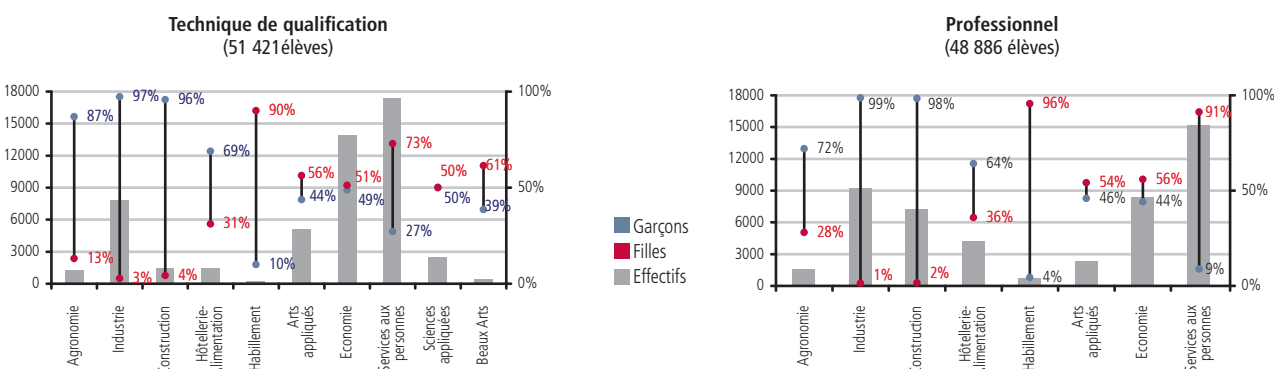 Technique de qualification
(51 421élèves)
18000
15000
12000
9000
6000
3000
0
100%
50%
0%
87%
97%
96%
69%
90%
56%
44%
51%
49%
73%
27%
50%
50%
61%
39%
13%
3%
4%
31%
10%
Agronomie
Industrie
Construction
Hôtellerie-
Alimentation
Habillement
Arts
appliqués
Economie
Services aux
personnes
Sciences
appliquées
Beaux Arts
Garçons
Filles
Effectifs
Professionnel
(48 886 élèves)
18000
15000
12000
9000
6000
3000
0
100%
50%
0%
72%
99%
98%
64%
96%
54%
46%
56%
44%
91%
9%
28%
1%
2%
36%
4%
Agronomie
Industrie
Construction
Hôtellerie-
Alimentation
Habillement
Arts
appliqués
Economie
Services aux
personnes